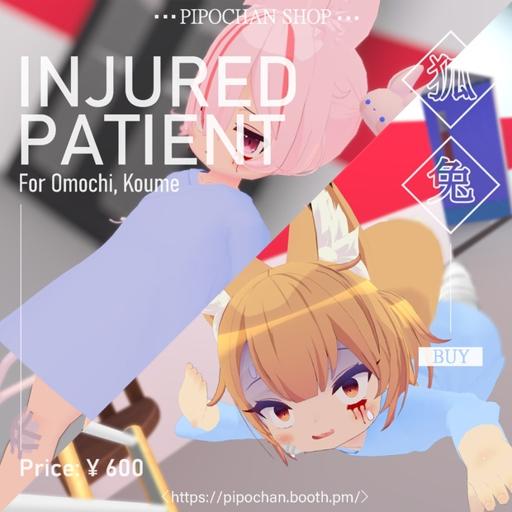 ••• PIPOCHAN SHOP •••
INJURED
PATIENT
For Omochi, Koume
狐
兔
BUY
Price: ¥ 600
<https://pipochan.booth.pm/>